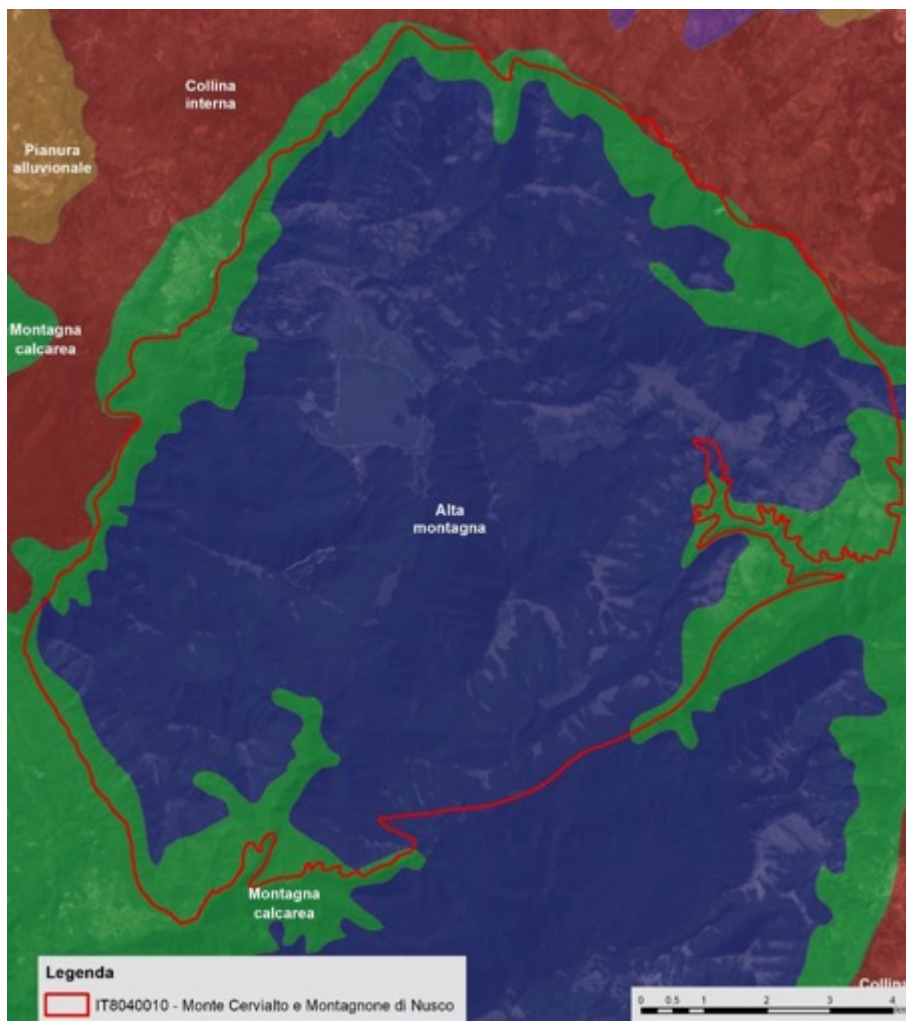 Collina
interna
Pianura
alluvionale
Montagna
calcarea
Alta
montagna
Montagna
calcarea
Collina
Legenda
IT8040010 - Monte Cervialto e Montagnone di Nusco
0 0,5 1 2 3 4